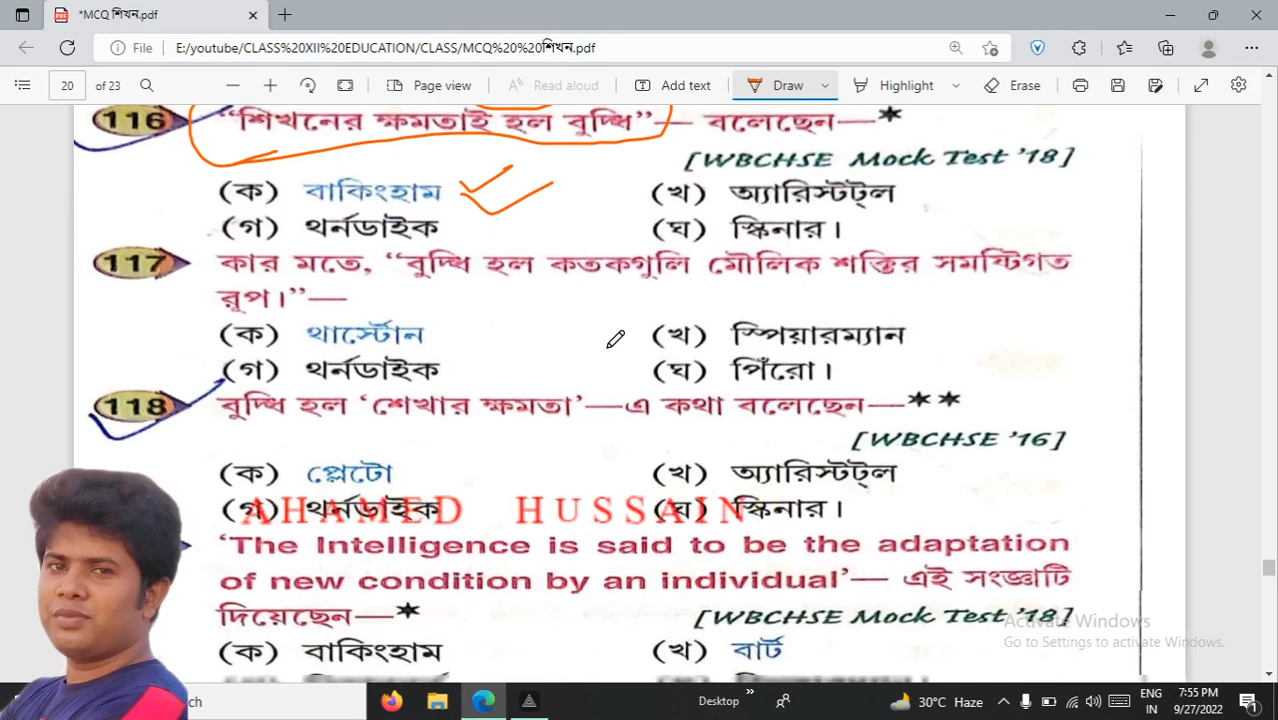 *MCQ শিখন.pdf
File E:/youtube/CLASS%20XII%20EDUCATION/CLASS/MCQ%20%20শিখন.pdf
20 of 23 Page view Read aloud Add text Draw Highlight Erase
116 “শিখনের ক্ষমতাই হল বুদ্ধি”— বলেছেন—*
[WBCHSE Mock Test '18]
(ক) বাকিংহাম (খ) অ্যারিস্টট্‌ল
(গ) থর্নডাইক (ঘ) স্কিনার।
117 কার মতে, “বুদ্ধি হল কতকগুলি মৌলিক শক্তির সমষ্টিগত
রূপ।”—
(ক) থার্স্টোন (খ) স্পিয়ারম্যান
(গ) থর্নডাইক (ঘ) পিঁরো।
118 বুদ্ধি হল ‘শেখার ক্ষমতা’—এ কথা বলেছেন—**
[WBCHSE '16]
(ক) প্লেটো (খ) অ্যারিস্টট্‌ল
(গ) থর্নডাইক (ঘ) স্কিনার।
AHAMED HUSSAIN
‘The Intelligence is said to be the adaptation
of new condition by an individual’— এই সংজ্ঞাটি
দিয়েছেন—*
[WBCHSE Mock Test '18]
Activate Windows
Go to Settings to activate Windows.
(ক) বাকিংহাম (খ) বার্ট
Desktop 30°C Haze ENG IN 7:55 PM 9/27/2022